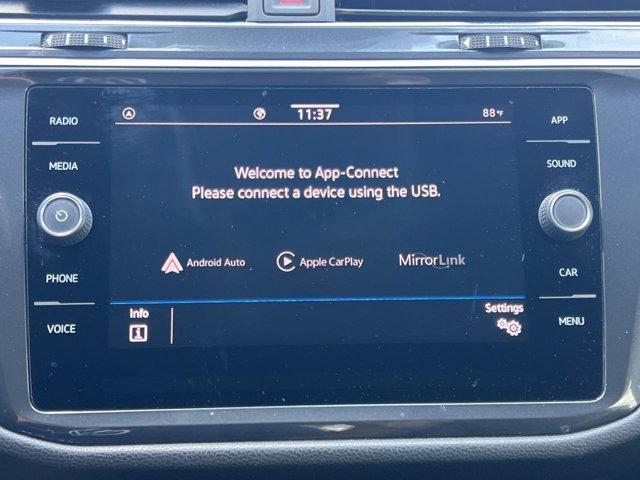 RADIO
MEDIA
PHONE
VOICE
11:37
88°F
Welcome to App-Connect
Please connect a device using the USB.
Android Auto
Apple CarPlay
MirrorLink
Info
i
Settings
APP
SOUND
CAR
MENU